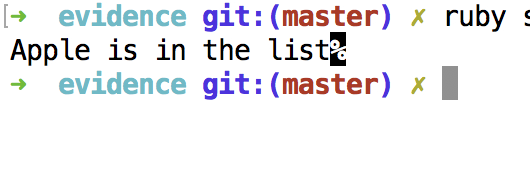 ➜ evidence git:(master) ✗ ruby s
Apple is in the list%
➜ evidence git:(master) ✗